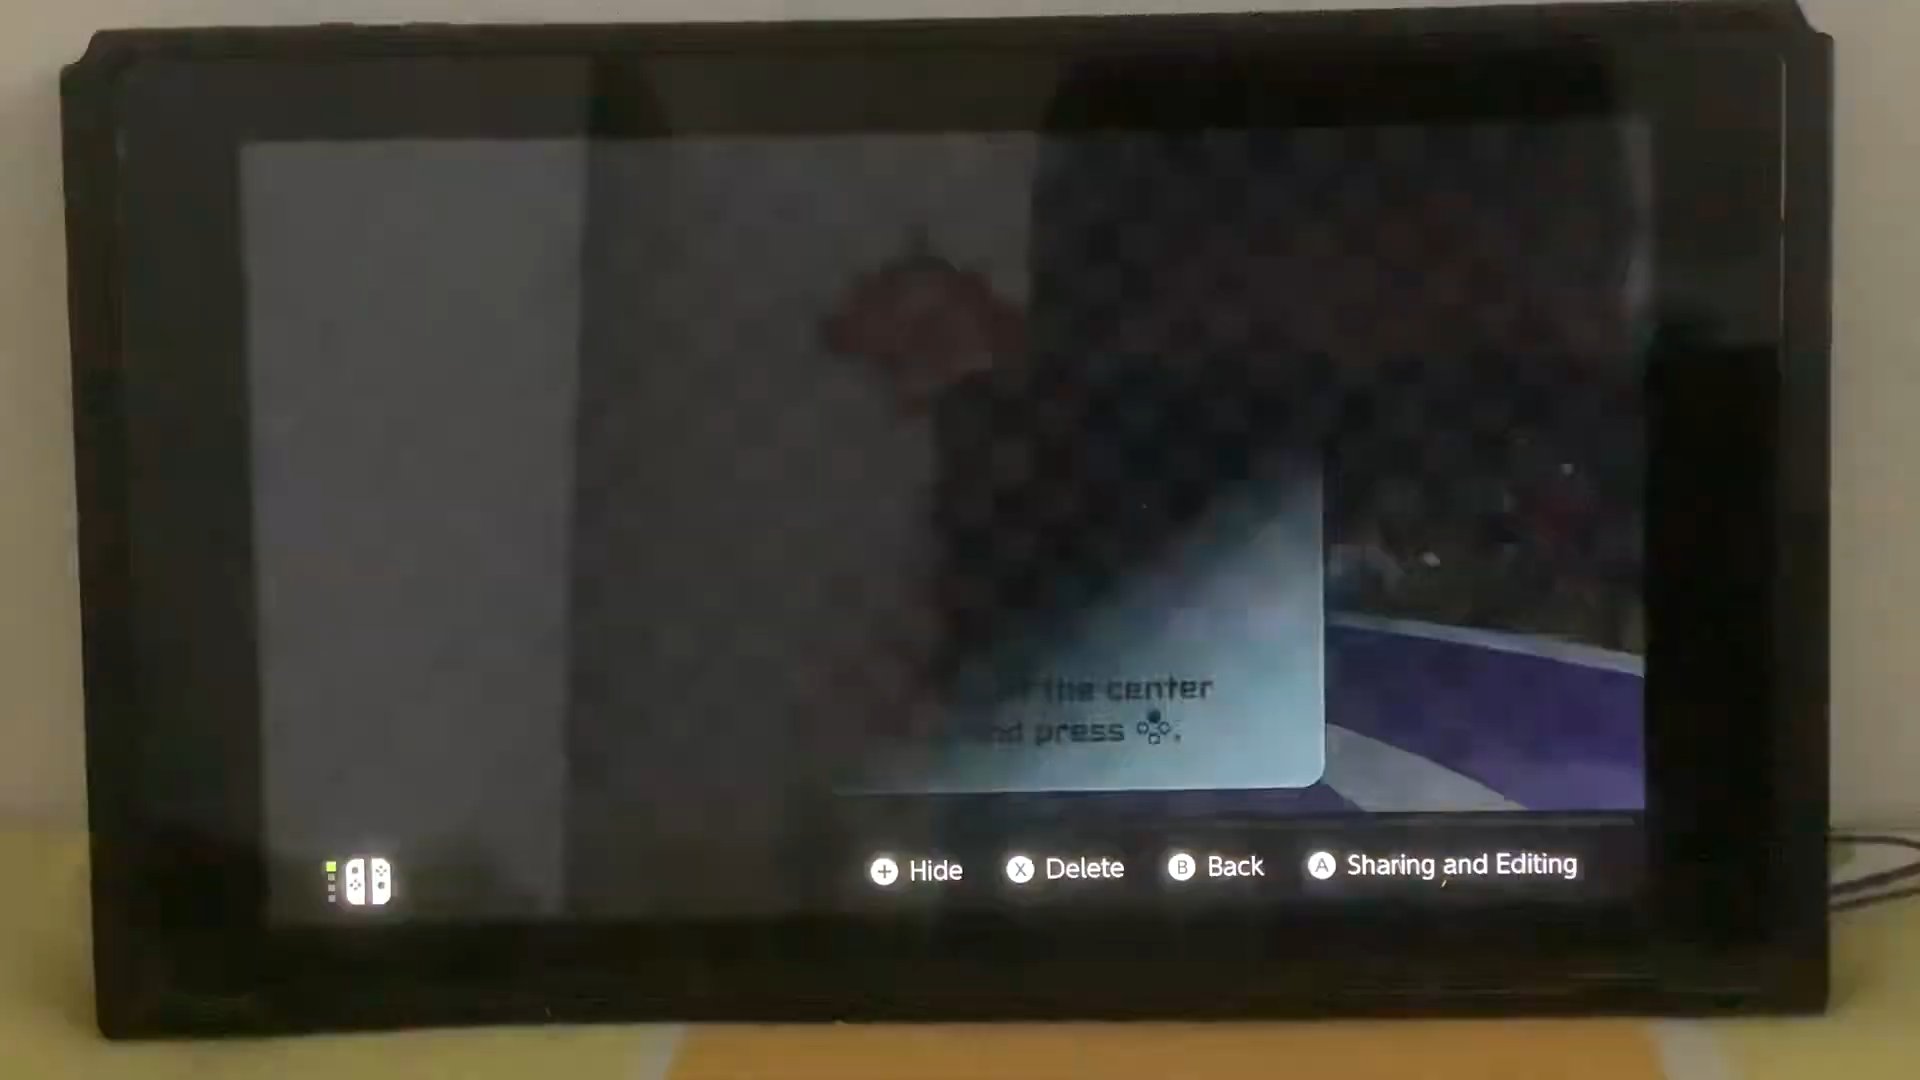 the center
press
+ Hide X Delete B Back A Sharing and Editing